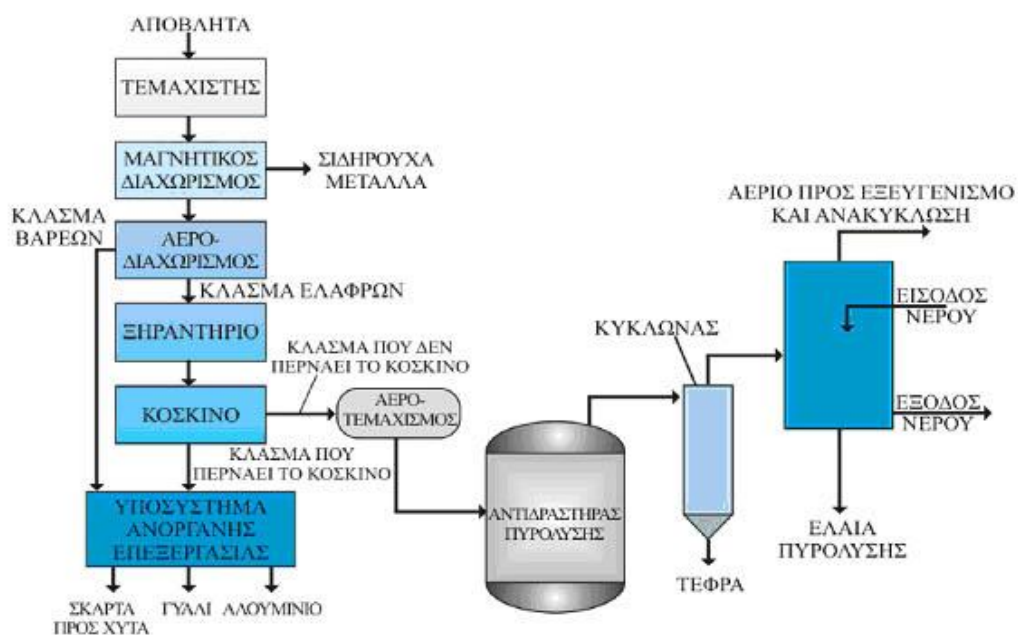 ΑΠΟΒΛΗΤΑ
ΤΕΜΑΧΙΣΤΗΣ
ΜΑΓΝΗΤΙΚΟΣ
ΔΙΑΧΩΡΙΣΜΟΣ
ΣΙΔΗΡΟΥΧΑ
ΜΕΤΑΛΛΑ
ΚΛΑΣΜΑ
ΒΑΡΕΩΝ
ΑΕΡΟ-
ΔΙΑΧΩΡΙΣΜΟΣ
ΚΛΑΣΜΑ ΕΛΑΦΡΩΝ
ΞΗΡΑΝΤΗΡΙΟ
ΚΛΑΣΜΑ ΠΟΥ ΔΕΝ
ΠΕΡΝΑΕΙ ΤΟ ΚΟΣΚΙΝΟ
ΚΟΣΚΙΝΟ
ΑΕΡΟ-
ΤΕΜΑΧΙΣΜΟΣ
ΚΛΑΣΜΑ ΠΟΥ
ΠΕΡΝΑΕΙ ΤΟ ΚΟΣΚΙΝΟ
ΥΠΟΣΥΣΤΗΜΑ
ΑΝΟΡΓΑΝΗΣ
ΕΠΕΞΕΡΓΑΣΙΑΣ
ΣΚΑΡΤΑ
ΠΡΟΣ ΧΥΤΑ
ΓΥΑΛΙ
ΑΛΟΥΜΙΝΙΟ
ΑΝΤΙΔΡΑΣΤΗΡΑΣ
ΠΥΡΟΛΥΣΗΣ
ΚΥΚΛΩΝΑΣ
ΤΕΦΡΑ
ΑΕΡΙΟ ΠΡΟΣ ΕΞΕΥΓΕΝΙΣΜΟ
ΚΑΙ ΑΝΑΚΥΚΛΩΣΗ
ΕΙΣΟΔΟΣ
ΝΕΡΟΥ
ΕΞΟΔΟΣ
ΝΕΡΟΥ
ΕΛΑΙΑ
ΠΥΡΟΛΥΣΗΣ